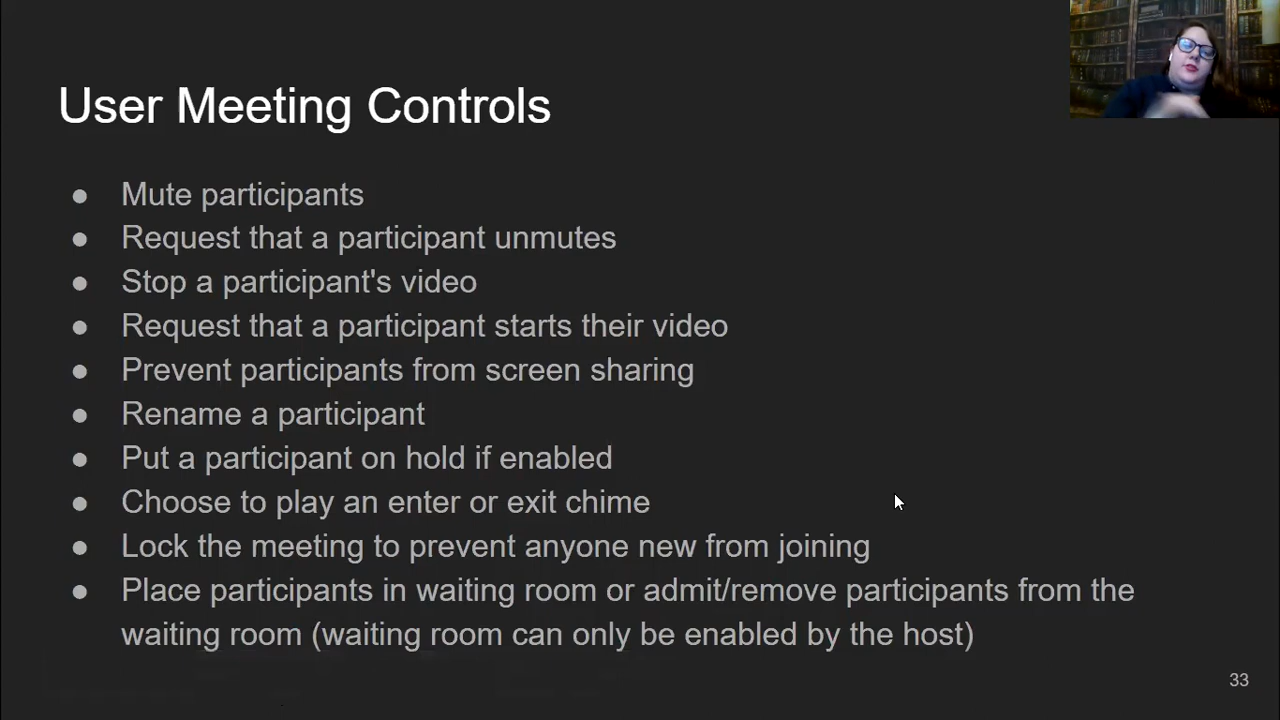 User Meeting Controls
● Mute participants
● Request that a participant unmutes
● Stop a participant's video
● Request that a participant starts their video
● Prevent participants from screen sharing
● Rename a participant
● Put a participant on hold if enabled
● Choose to play an enter or exit chime
● Lock the meeting to prevent anyone new from joining
● Place participants in waiting room or admit/remove participants from the
waiting room (waiting room can only be enabled by the host)
33